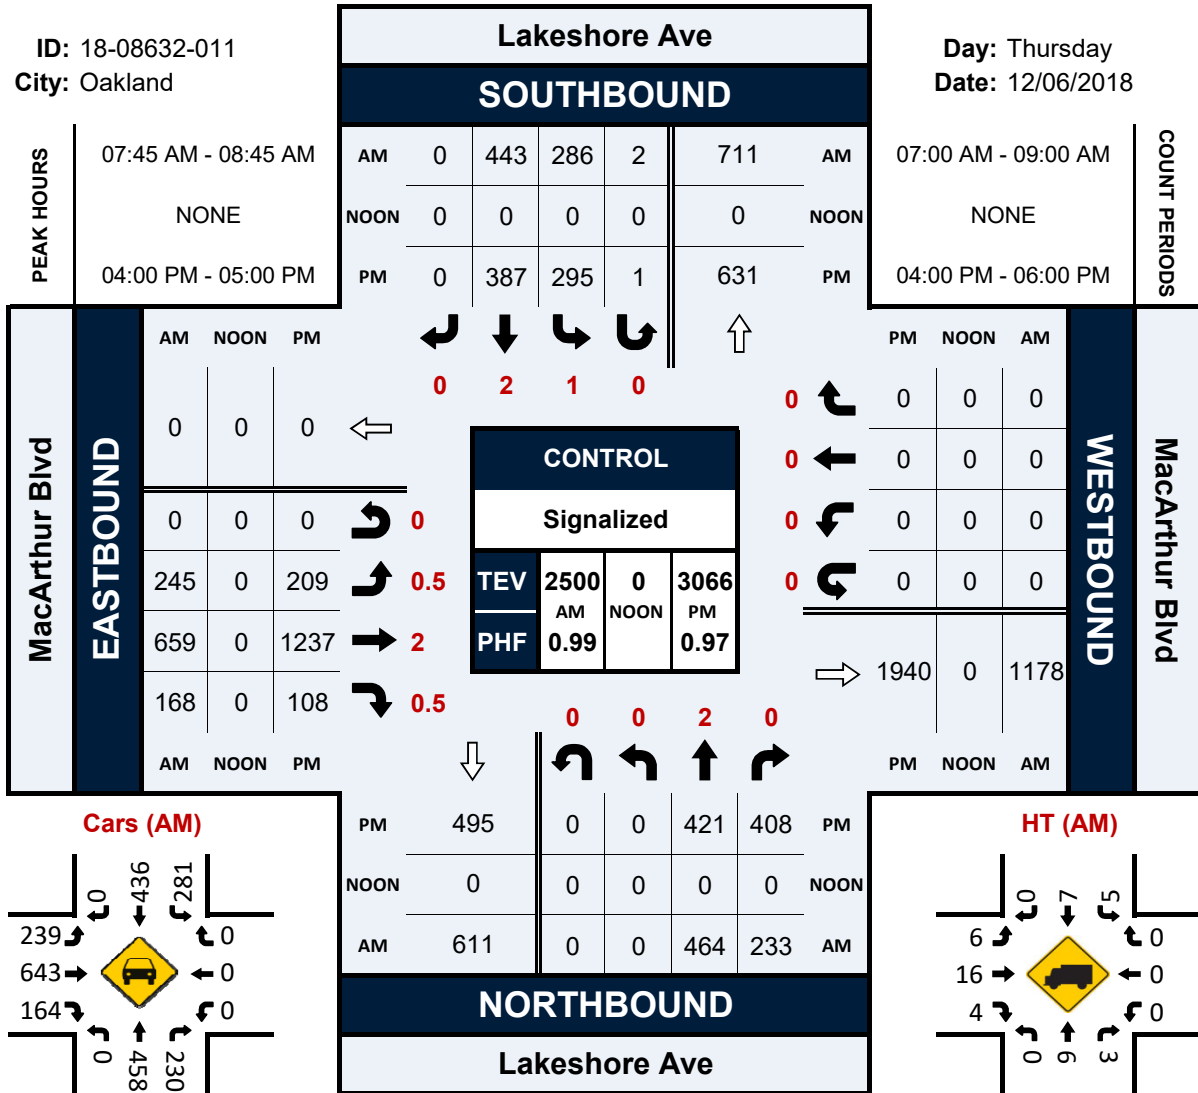 Lakeshore Ave
ID: 18-08632-011
Day: Thursday
City: Oakland
Date: 12/06/2018
SOUTHBOUND
PEAK HOURS
07:45 AM - 08:45 AM
AM 0 443 286 2 711 AM
07:00 AM - 09:00 AM
COUNT PERIODS
NONE
NOON 0 0 0 0 0 NOON
NONE
04:00 PM - 05:00 PM
PM 0 387 295 1 631 PM
04:00 PM - 06:00 PM
AM NOON PM
PM NOON AM
0 2 1 0
MacArthur Blvd
EASTBOUND
0 0 0
0 0 0 0
245 0 209 0.5
659 0 1237 2
168 0 108 0.5
AM NOON PM
CONTROL
Signalized
TEV 2500 0 3066
AM NOON PM
PHF 0.99 0.97
0 0 0 0
0 0 0 0
0 0 0 0
0 0 0 0
1940 0 1178
PM NOON AM
WESTBOUND
MacArthur Blvd
0 0 2 0
PM 495 0 0 421 408 PM
NOON 0 0 0 0 0 NOON
AM 611 0 0 464 233 AM
NORTHBOUND
Lakeshore Ave
Cars (AM)
0 436 281
239 0
643 0
164 0
0 458 230
HT (AM)
0 7 5
6 0
16 0
4 0
0 6 3